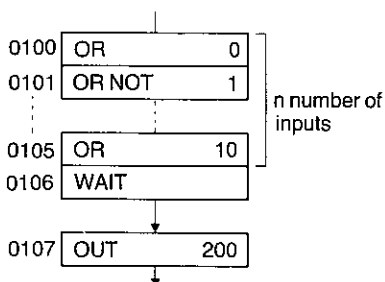 0100 OR 0
0101 OR NOT 1
n number of
inputs
0105 OR 10
0106 WAIT
0107 OUT 200